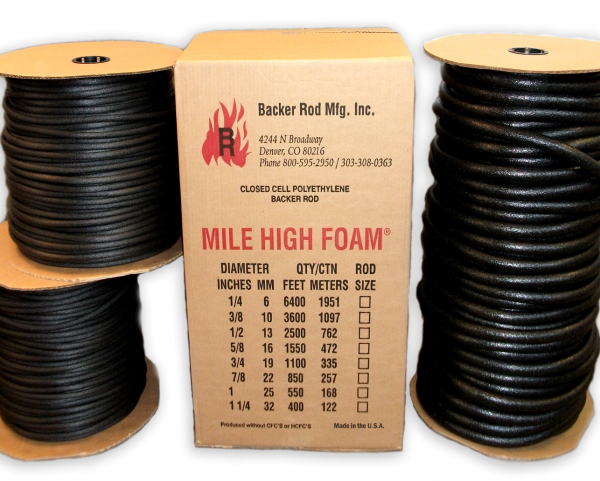 B
R
Backer Rod Mfg. Inc.
4244 N Broadway
Denver, CO 80216
Phone 800-595-2950 / 303-308-0363
CLOSED CELL POLYETHYLENE
BACKER ROD
MILE HIGH FOAM®
DIAMETER QTY/CTN ROD
INCHES MM FEET METERS SIZE
1/4 6 6400 1951
3/8 10 3600 1097
1/2 13 2500 762
5/8 16 1550 472
3/4 19 1100 335
7/8 22 850 257
1 25 550 168
1 1/4 32 400 122
Produced without CFC'S or HCFC'S Made in the U.S.A.